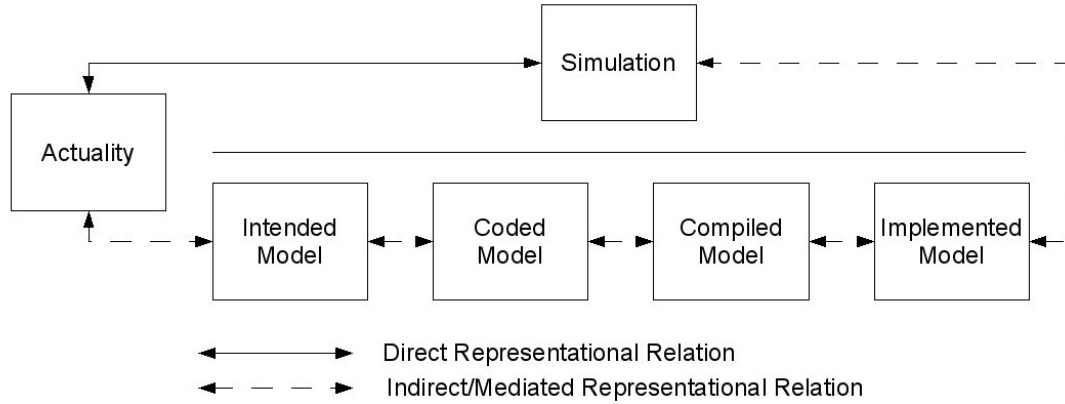 Simulation
Actuality
Intended
Model
Coded
Model
Compiled
Model
Implemented
Model
Direct Representational Relation
Indirect/Mediated Representational Relation